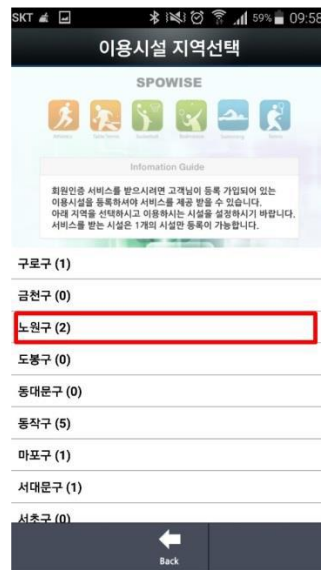 SKT 59% 09:58
이용시설 지역선택
SPOWISE
Infomation Guide
회원인증 서비스를 받으시려면 고객님이 등록 가입되어 있는
이용시설을 등록하셔야 서비스를 제공 받을 수 있습니다.
아래 지역을 선택하시고 이용하시는 시설을 설정하시기 바랍니다.
서비스를 받는 시설은 1개의 시설만 등록이 가능합니다.
구로구 (1)
금천구 (0)
노원구 (2)
도봉구 (0)
동대문구 (0)
동작구 (5)
마포구 (1)
서대문구 (1)
서초구 (0)
Back